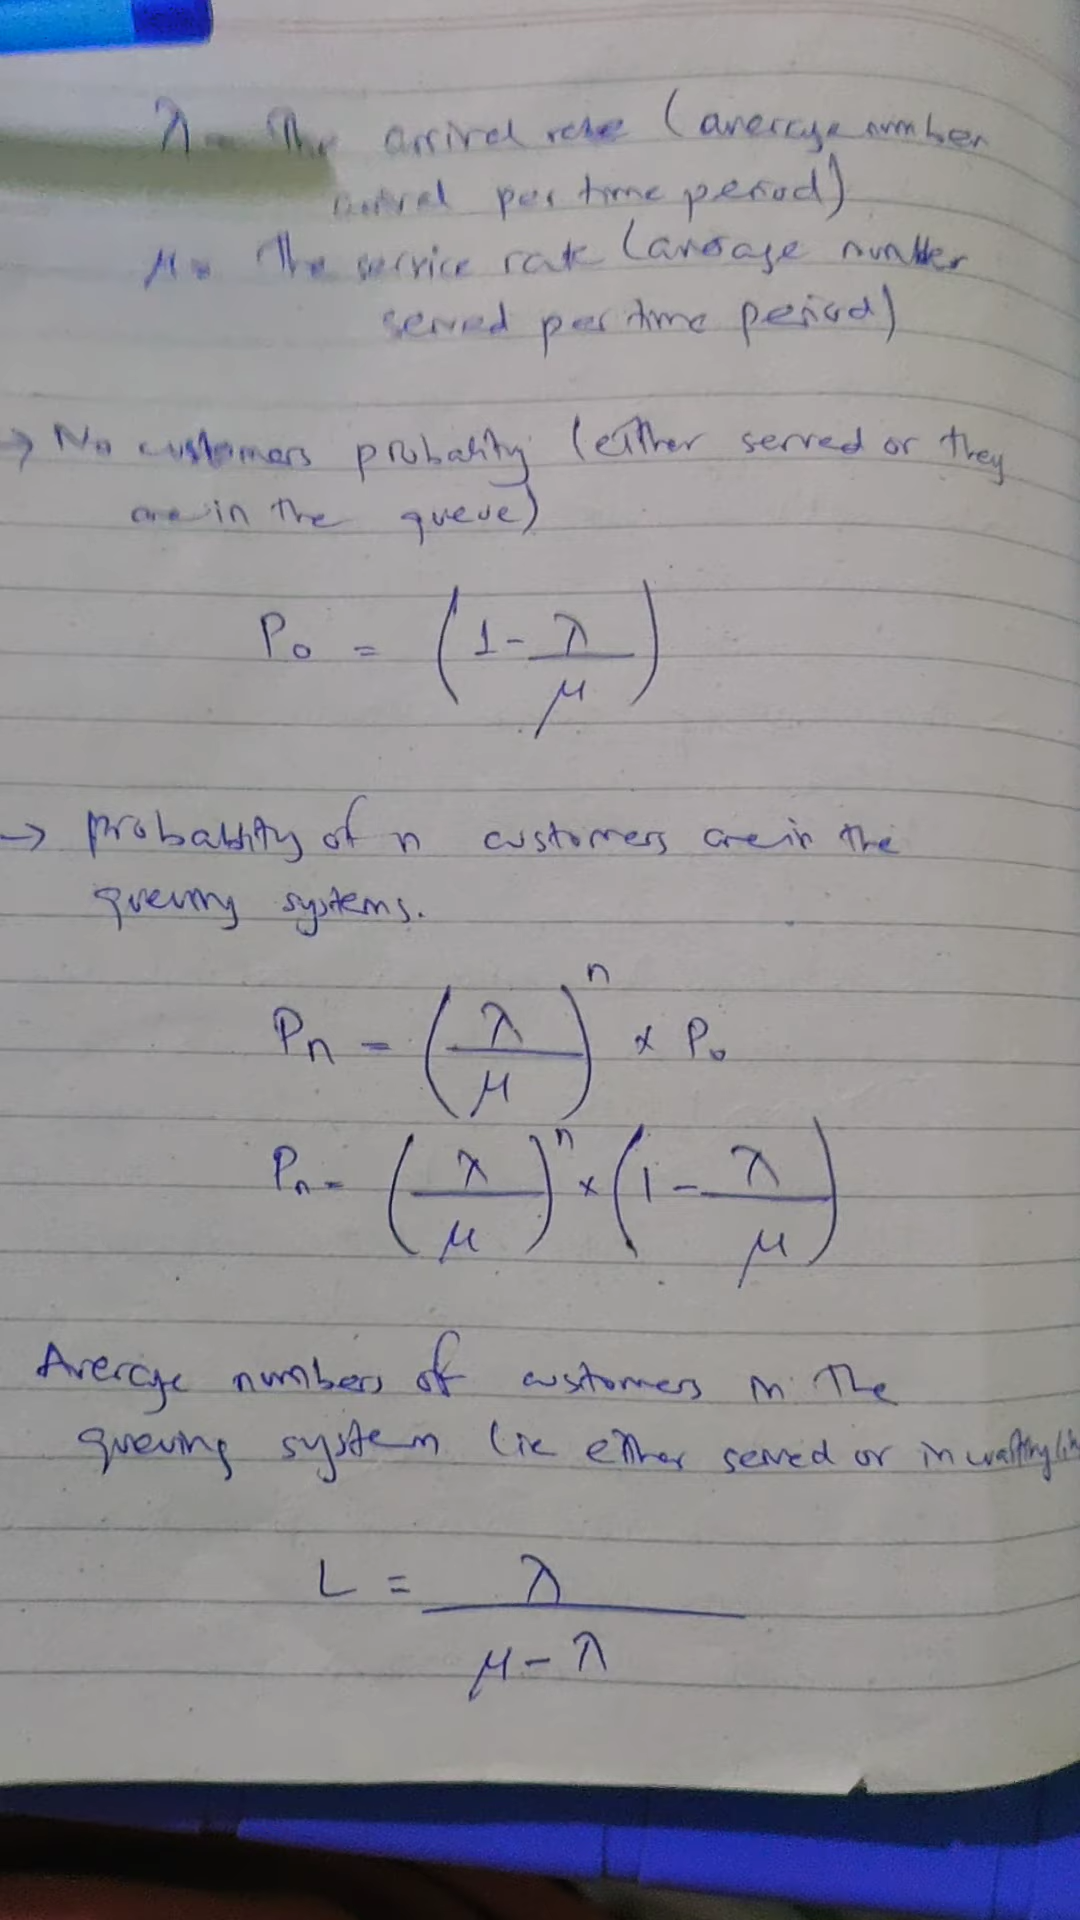 λ = The arrival rate (average number
arrival per time period)
μ = The service rate (average number
served per time period)
→ No customers probality (either served or they
are in the queue)
P₀ = (1 - λ/μ)
→ probablity of n customers are in the
queuing systems.
Pn = (λ/μ)ⁿ × P₀
Pn = (λ/μ)ⁿ × (1 - λ/μ)
Average numbers of customers in the
queuing system (ie either served or in waiting
L = λ/(μ - λ)